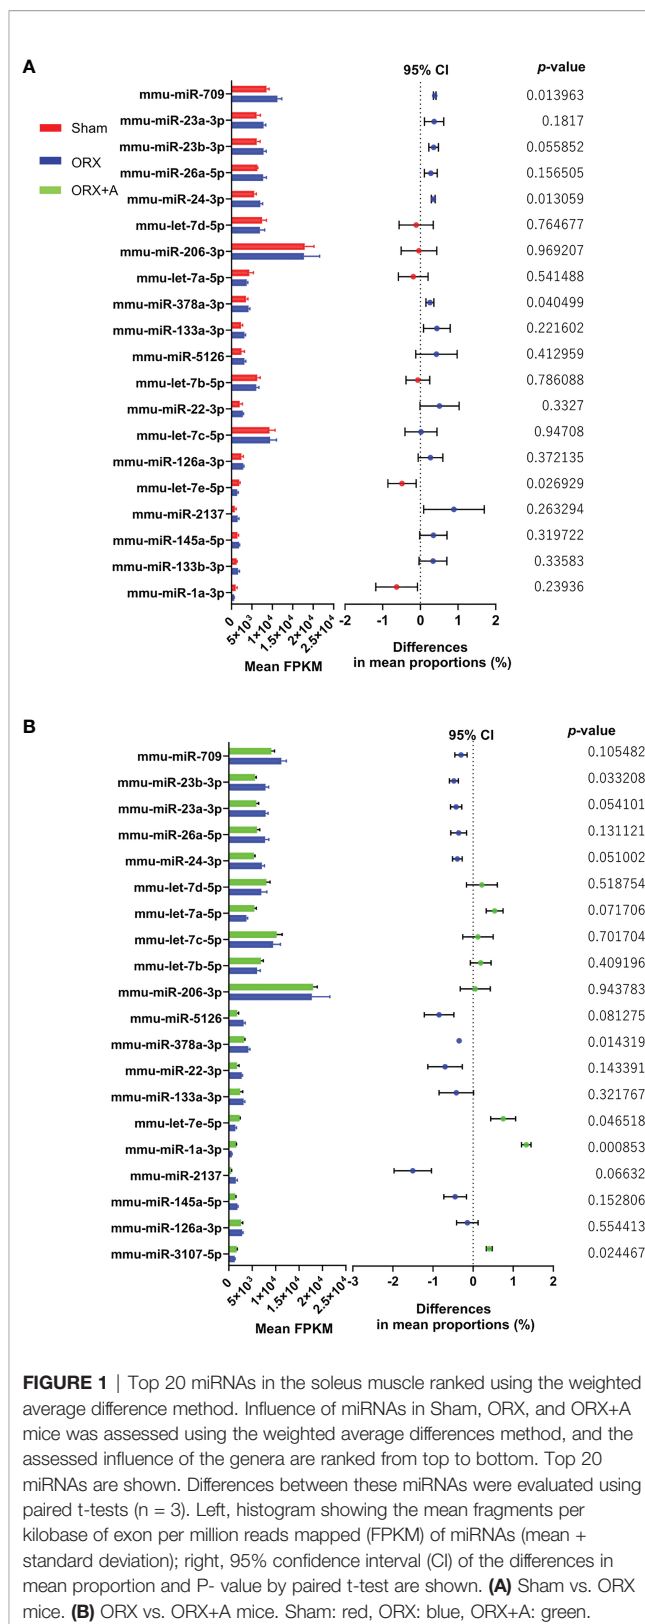 A
95% CI
p-value
Sham
ORX
ORX+A
mmu-miR-709 0.013963
mmu-miR-23a-3p 0.1817
mmu-miR-23b-3p 0.055852
mmu-miR-26a-5p 0.156505
mmu-miR-24-3p 0.013059
mmu-let-7d-5p 0.764677
mmu-miR-206-3p 0.969207
mmu-let-7a-5p 0.541488
mmu-miR-378a-3p 0.040499
mmu-miR-133a-3p 0.221602
mmu-miR-5126 0.412959
mmu-let-7b-5p 0.786088
mmu-miR-22-3p 0.3327
mmu-let-7c-5p 0.94708
mmu-miR-126a-3p 0.372135
mmu-let-7e-5p 0.026929
mmu-miR-2137 0.263294
mmu-miR-145a-5p 0.319722
mmu-miR-133b-3p 0.33583
mmu-miR-1a-3p 0.23936
0 5×10³ 1×10⁴ 1.5×10⁴ 2×10⁴ 2.5×10⁴
-2 -1 0 1 2
Mean FPKM
Differences
in mean proportions (%)
B
95% CI
p-value
mmu-miR-709 0.105482
mmu-miR-23b-3p 0.033208
mmu-miR-23a-3p 0.054101
mmu-miR-26a-5p 0.131121
mmu-miR-24-3p 0.051002
mmu-let-7d-5p 0.518754
mmu-let-7a-5p 0.071706
mmu-let-7c-5p 0.701704
mmu-let-7b-5p 0.409196
mmu-miR-206-3p 0.943783
mmu-miR-5126 0.081275
mmu-miR-378a-3p 0.014319
mmu-miR-22-3p 0.143391
mmu-miR-133a-3p 0.321767
mmu-let-7e-5p 0.046518
mmu-miR-1a-3p 0.000853
mmu-miR-2137 0.06632
mmu-miR-145a-5p 0.152806
mmu-miR-126a-3p 0.554413
mmu-miR-3107-5p 0.024467
0 5×10³ 1×10⁴ 1.5×10⁴ 2×10⁴ 2.5×10⁴
-3 -2 -1 0 1 2
Mean FPKM
Differences
in mean proportions (%)
FIGURE 1 | Top 20 miRNAs in the soleus muscle ranked using the weighted
average difference method. Influence of miRNAs in Sham, ORX, and ORX+A
mice was assessed using the weighted average differences method, and the
assessed influence of the genera are ranked from top to bottom. Top 20
miRNAs are shown. Differences between these miRNAs were evaluated using
paired t-tests (n = 3). Left, histogram showing the mean fragments per
kilobase of exon per million reads mapped (FPKM) of miRNAs (mean +
standard deviation); right, 95% confidence interval (CI) of the differences in
mean proportion and P- value by paired t-test are shown. (A) Sham vs. ORX
mice. (B) ORX vs. ORX+A mice. Sham: red, ORX: blue, ORX+A: green.